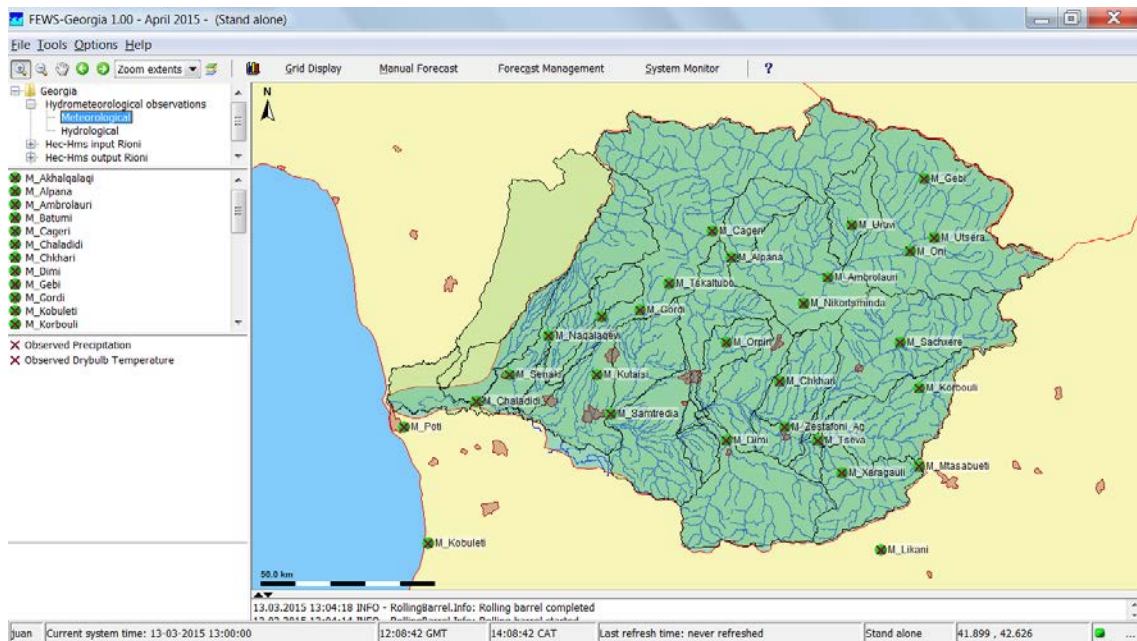 FEWS-Georgia 1.00 - April 2015 - (Stand alone)
File Tools Options Help
Zoom extents Grid Display Manual Forecast Forecast Management System Monitor ?
Georgia
Hydrometeorological observations
Meteorological
Hydrological
Hec-Hms input Rioni
Hec-Hms output Rioni
M_Akhalqalaqi
M_Alpana
M_Ambrolauri
M_Batumi
M_Cageri
M_Chaladidi
M_Chkhari
M_Dimi
M_Gebi
M_Gordi
M_Kobuleti
M_Korbouli
Observed Precipitation
Observed Drybulb Temperature
N
M_Gebi
M_Cageri
M_Uravi
M_Utsera
M_Oni
M_Alpana
M_Ambrolauri
M_Tskaltubo
M_Nikortsminda
M_Gordi
M_Naqalaqevi
M_Sachxere
M_Senaki
M_Kutaisi
M_Chkhari
M_Korbouli
M_Chaladidi
M_Samtredia
M_Poti
M_Zestafoni_Ag
M_Dimi
M_Tseva
M_Xaragauli
M_Mtasabueti
M_Kobuleti
M_Likani
50.0 km
13.03.2015 13:04:18 INFO - RollingBarrel.Info: Rolling barrel completed
juan Current system time: 13-03-2015 13:00:00 12:08:42 GMT 14:08:42 CAT Last refresh time: never refreshed Stand alone 41.899 , 42.626 ...